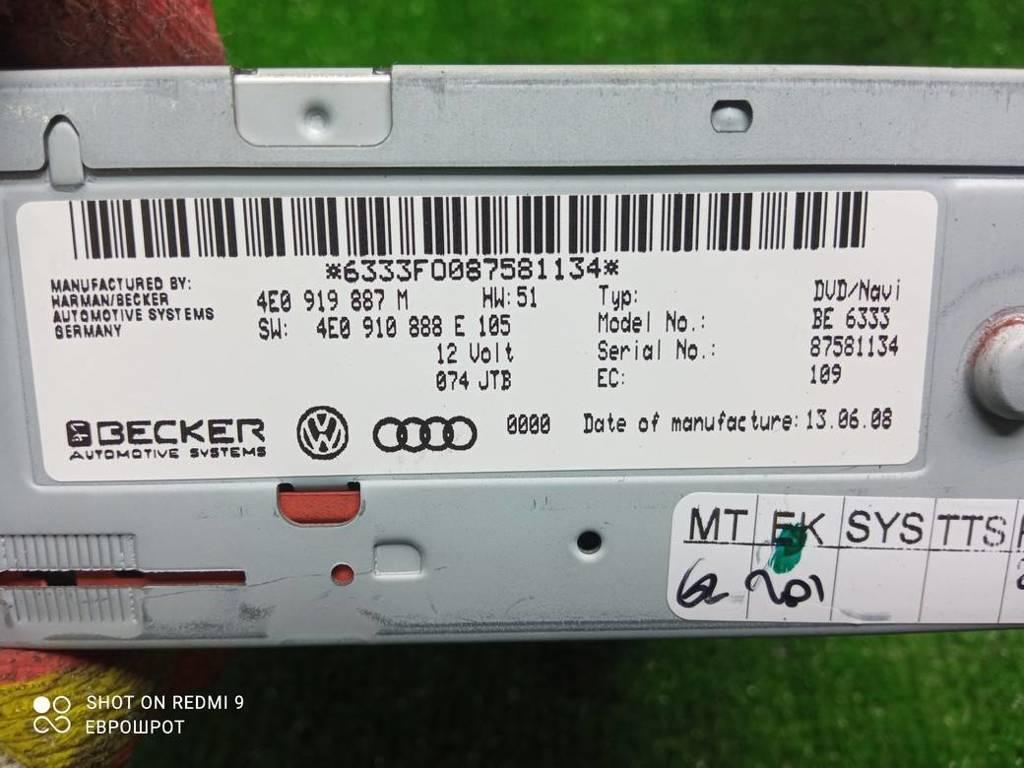 *6333F0087581134*
MANUFACTURED BY:
HARMAN/BECKER
AUTOMOTIVE SYSTEMS
GERMANY
4E0 919 887 M HW:51
SW: 4E0 910 888 E 105
12 Volt
074 JTB
Typ: DVD/Navi
Model No.: BE 6333
Serial No.: 87581134
EC: 109
BECKER
AUTOMOTIVE SYSTEMS
0000 Date of manufacture:13.06.08
MT EK SYS TTS
201
SHOT ON REDMI 9
ЕВРОШРОТ